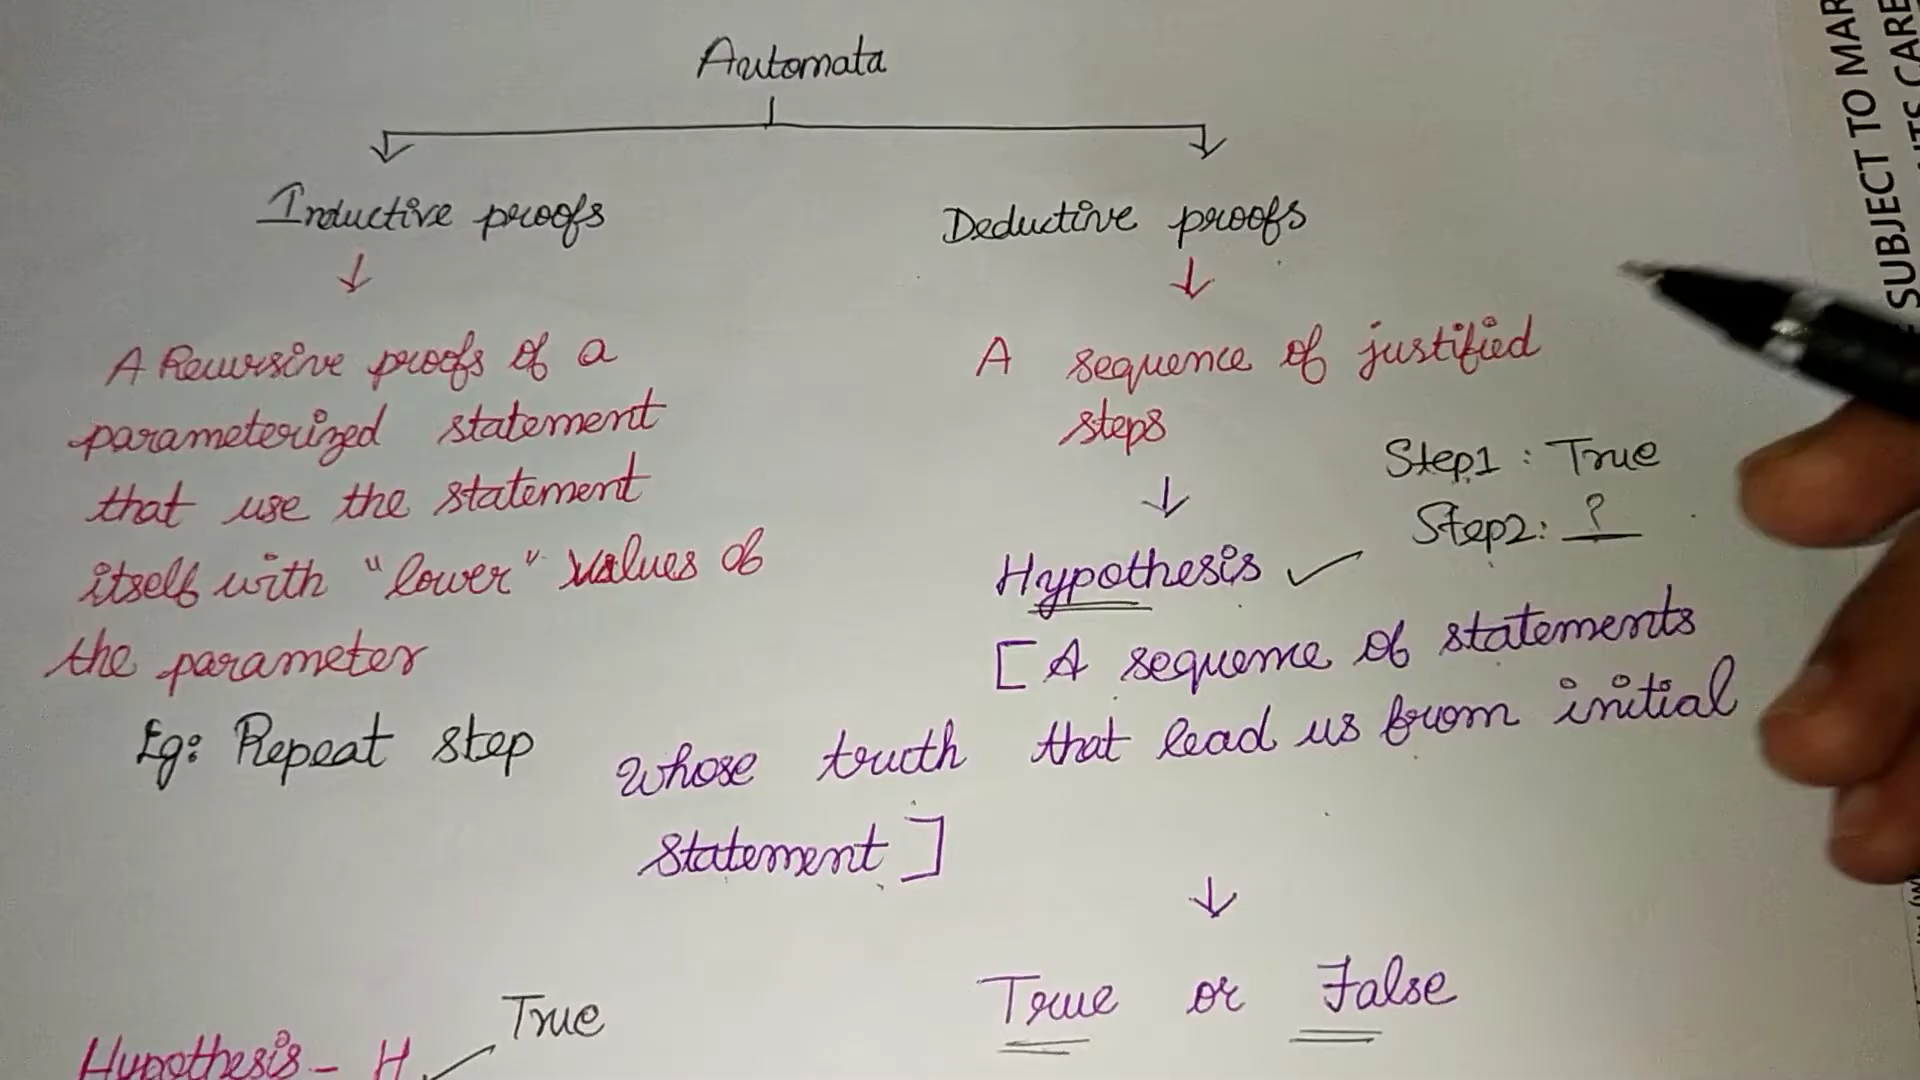 Automata
Inductive proofs
Deductive proofs
A Recursive proofs of a
parameterized statement
that use the statement
itself with "lower" values of
the parameter
Eg: Repeat step
A sequence of justified
steps
Step1 : True
Step2: ?
Hypothesis
[A sequence of statements
whose truth that lead us from initial
statement]
True or False
True
Hypothesis - H
SUBJECT TO MAR